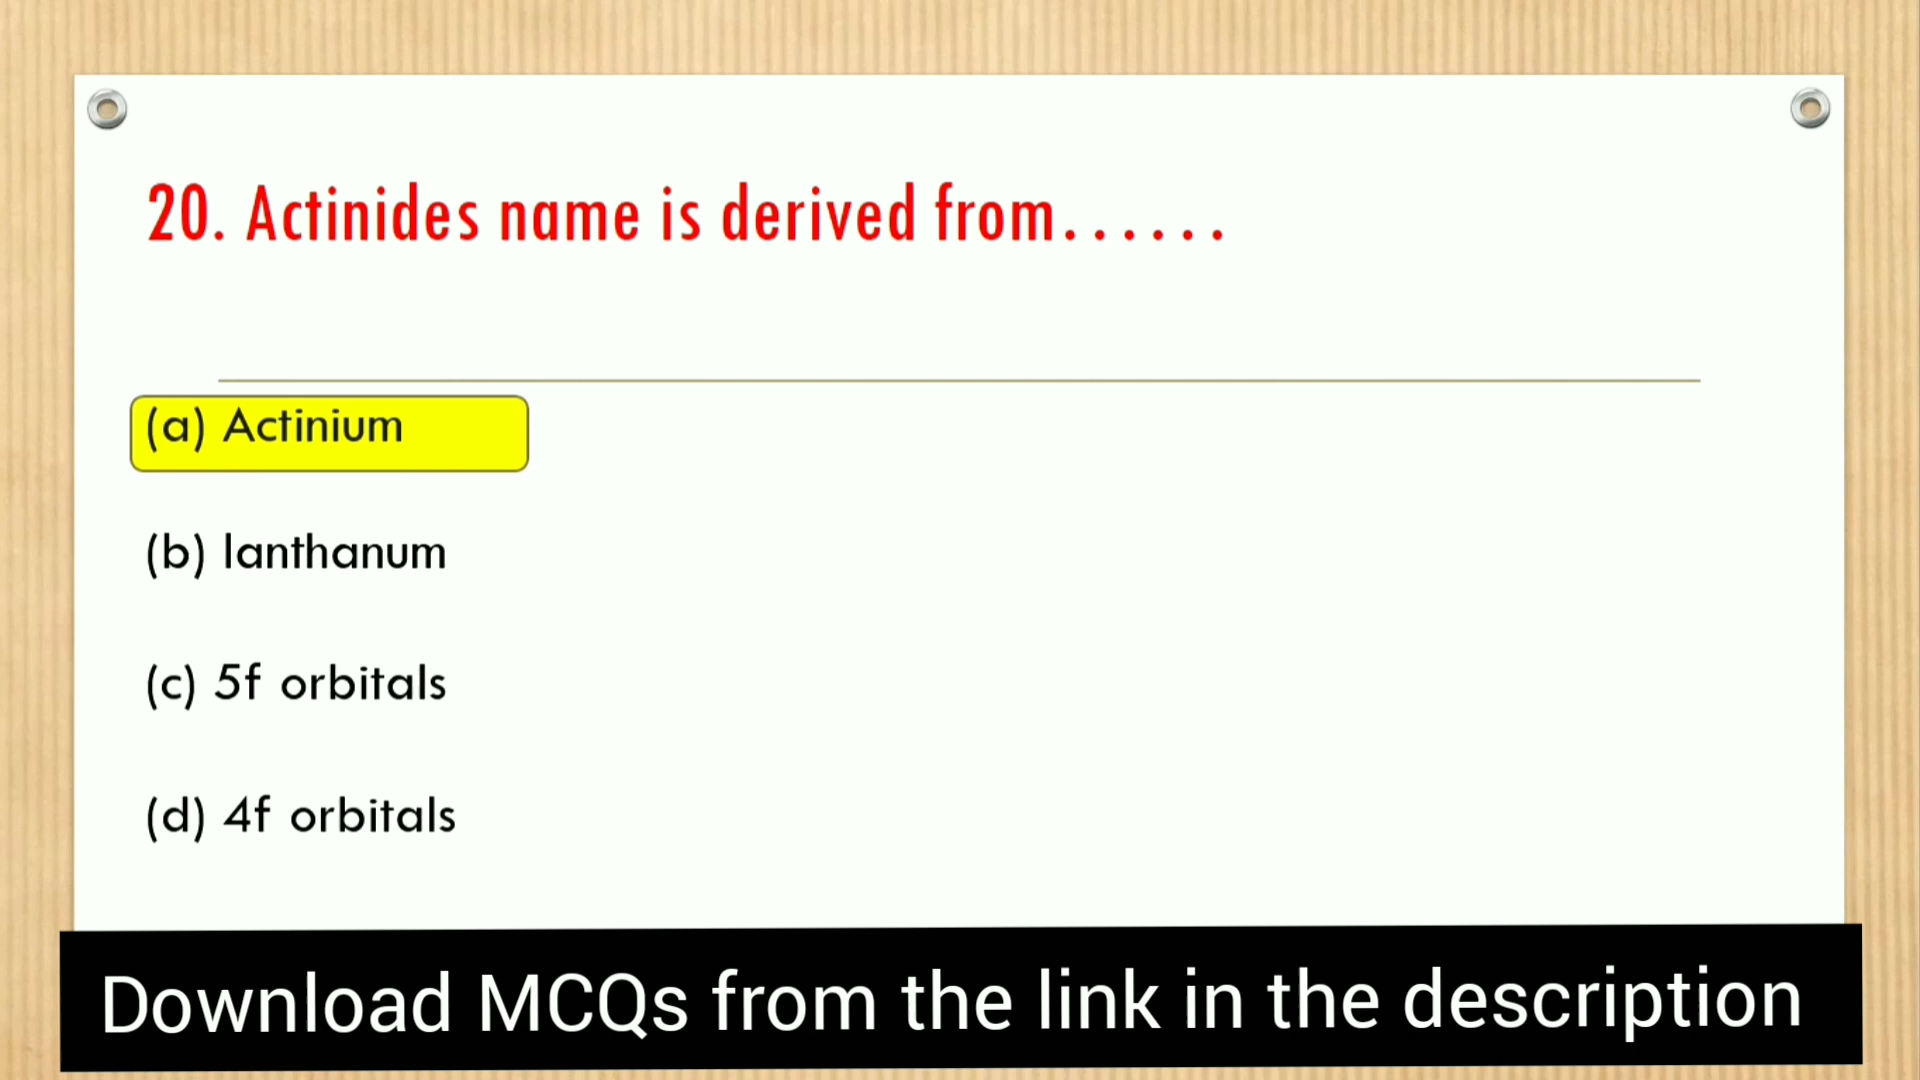 20. Actinides name is derived from......
(a) Actinium
(b) lanthanum
(c) 5f orbitals
(d) 4f orbitals
Download MCQs from the link in the description